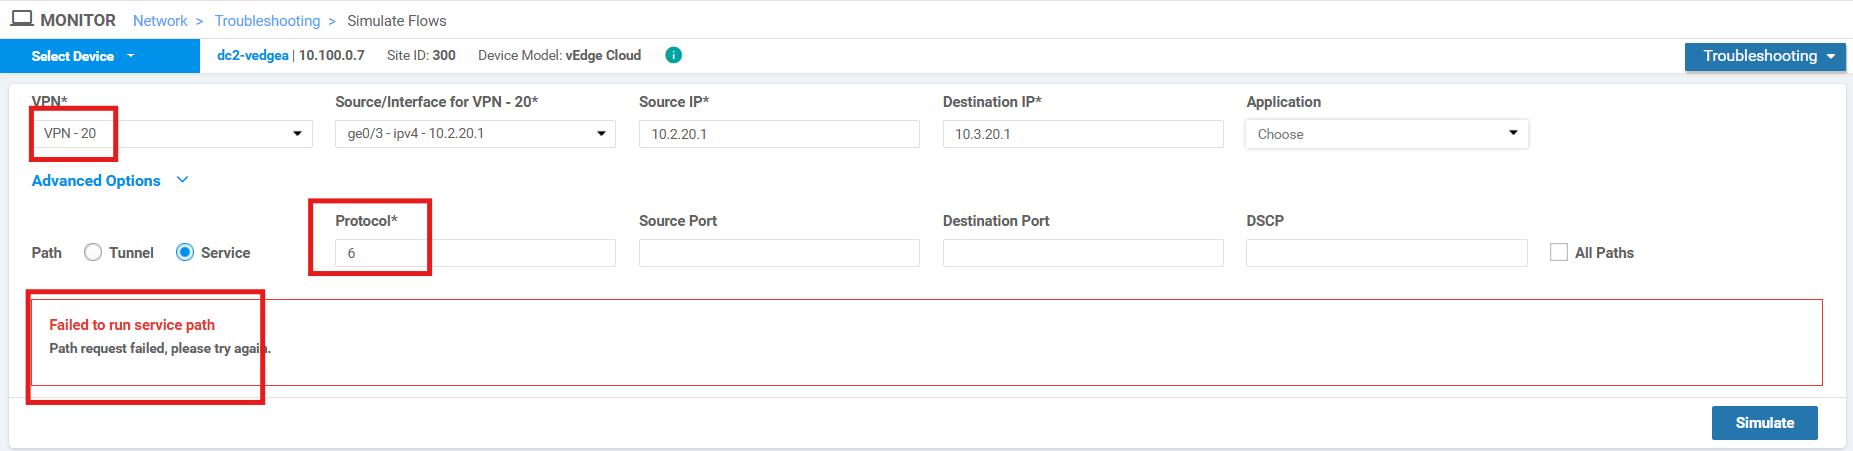 MONITOR Network > Troubleshooting > Simulate Flows
Select Device dc2-vedgea | 10.100.0.7 Site ID: 300 Device Model: vEdge Cloud i Troubleshooting
VPN* Source/Interface for VPN - 20* Source IP* Destination IP* Application
VPN - 20 ge0/3 - ipv4 - 10.2.20.1 10.2.20.1 10.3.20.1 Choose
Advanced Options
Protocol* Source Port Destination Port DSCP
Path Tunnel Service 6 All Paths
Failed to run service path
Path request failed, please try again.
Simulate